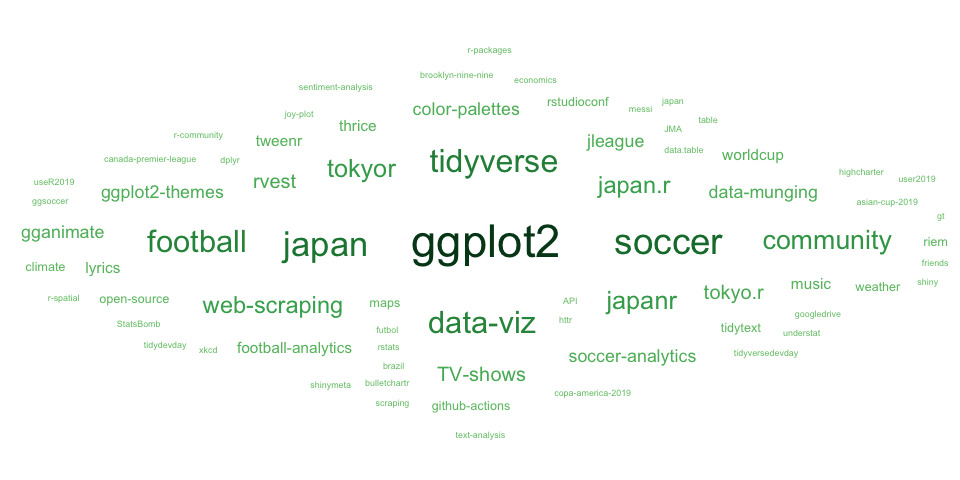 r-packages
brooklyn-nine-nine
economics
sentiment-analysis
color-palettes
rstudioconf
messi
japan
joy-plot
thrice
table
r-community
tweenr
jleague
JMA
data.table
worldcup
canada-premier-league
dplyr
tokyor
tidyverse
highcharter
user2019
useR2019
ggplot2-themes
rvest
japan.r
data-munging
ggsoccer
asian-cup-2019
gt
gganimate
football
japan
ggplot2
soccer
community
riem
climate
lyrics
friends
r-spatial
open-source
web-scraping
maps
API
japanr
tokyo.r
music
weather
shiny
StatsBomb
futbol
data-viz
httr
tidytext
googledrive
understat
tidydevday
xkcd
football-analytics
rstats
soccer-analytics
tidyversedevday
brazil
shinymeta
bulletchartr
TV-shows
copa-america-2019
scraping
github-actions
text-analysis